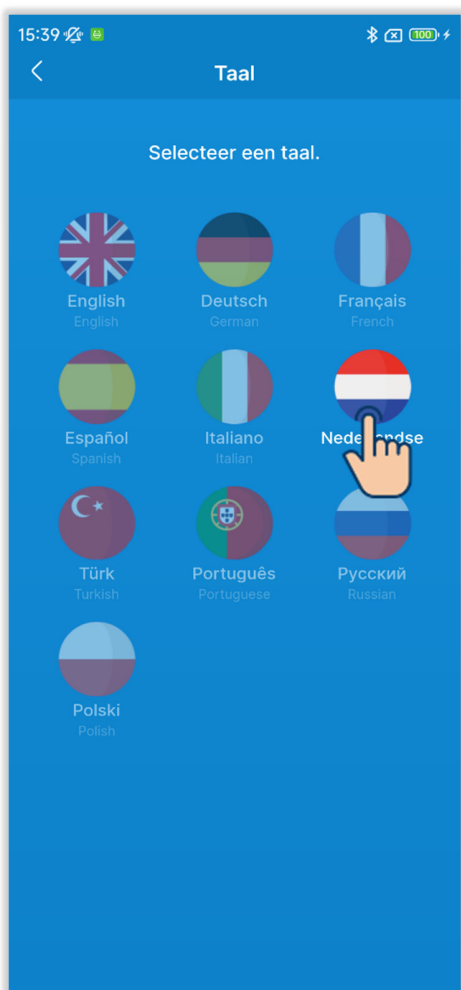 15:39
100
Taal
Selecteer een taal.
English
English
Deutsch
German
Français
French
Español
Spanish
Italiano
Italian
Türk
Turkish
Português
Portuguese
Русский
Russian
Polski
Polish